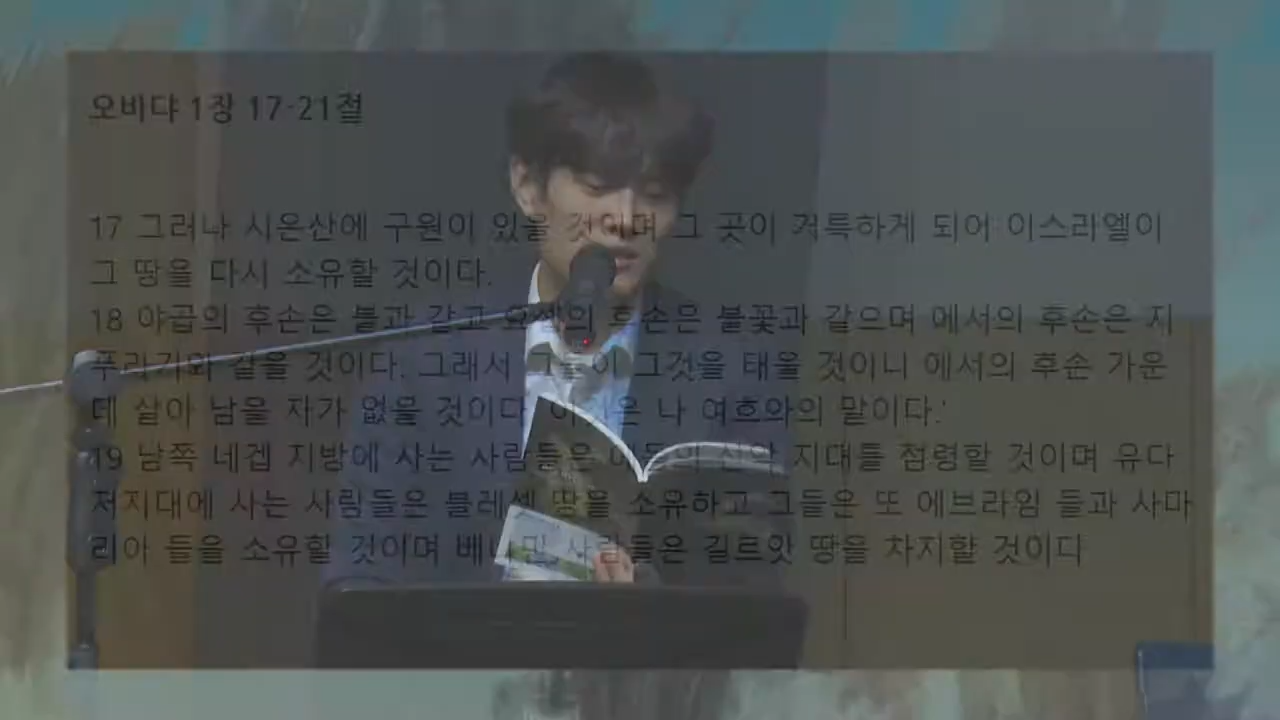 오바댜 1장 17-21절
17 그러나 시온산에 구원이 있을 것이며 그 곳이 거룩하게 되어 이스라엘이
그 땅을 다시 소유할 것이다.
18 야곱의 후손은 불과 같고 요셉의 후손은 불꽃과 같으며 에서의 후손은 지
푸라기와 같을 것이다. 그래서 그들이 그것을 태울 것이니 에서의 후손 가운
데 살아 남을 자가 없을 것이다. 이것은 나 여호와의 말이다.'
19 남쪽 네겝 지방에 사는 사람들은 에돔의 산악 지대를 점령할 것이며 유다
저지대에 사는 사람들은 블레셋 땅을 소유하고 그들은 또 에브라임 들과 사마
리아 들을 소유할 것이며 베냐민 사람들은 길르앗 땅을 차지할 것이다